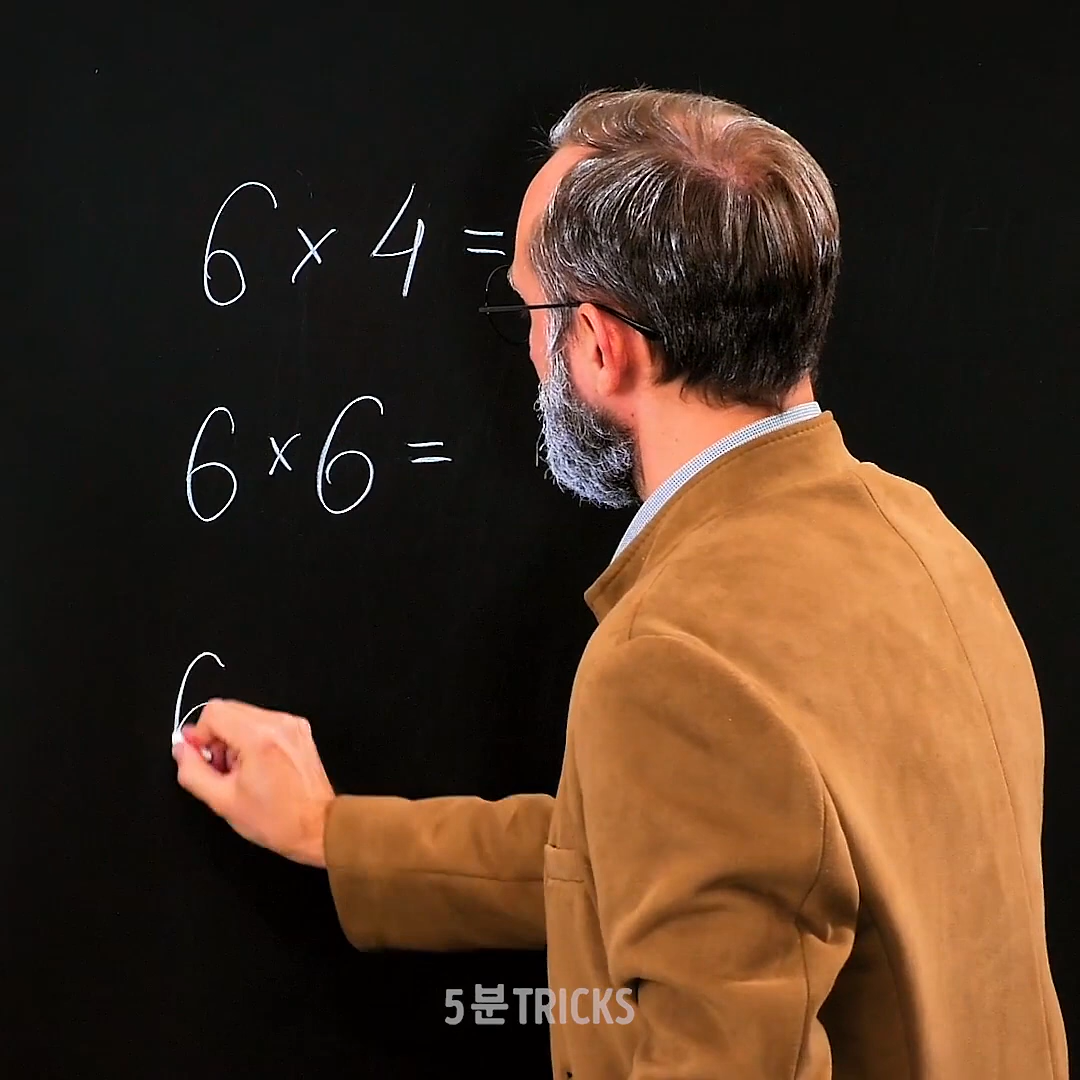 6 × 4 =
6 × 6 =
6
5분TRICKS